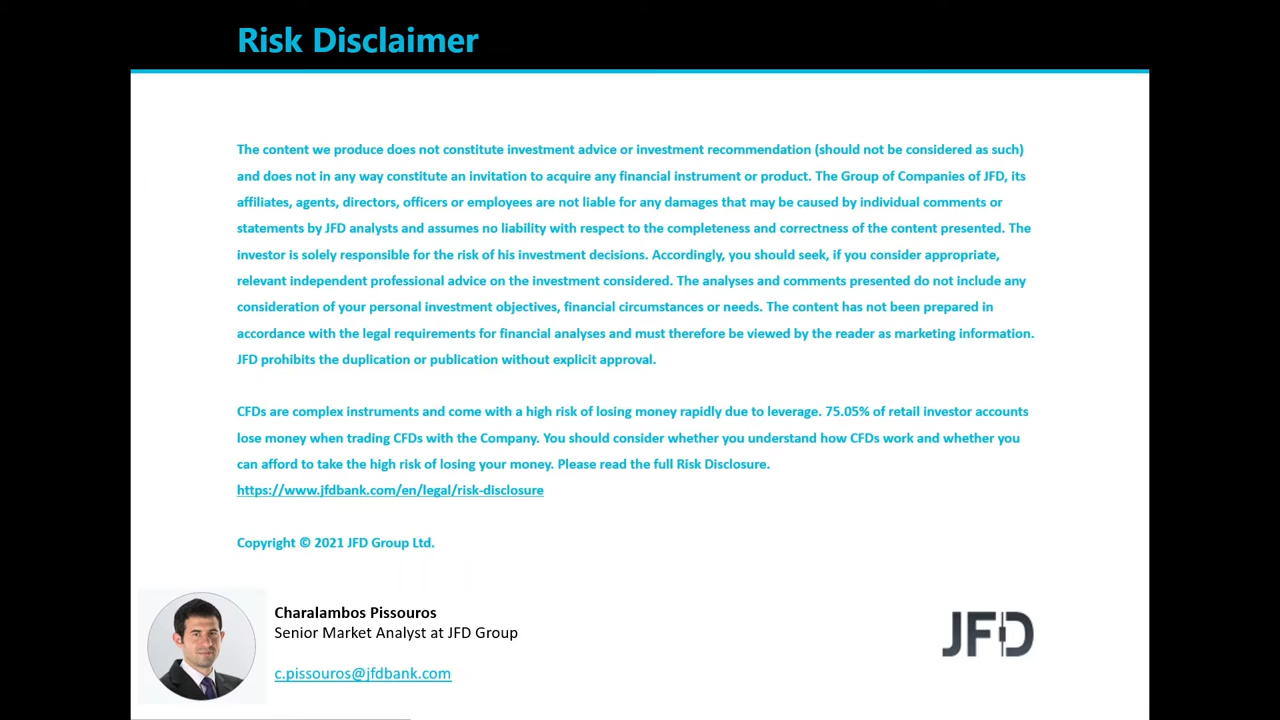 Risk Disclaimer
The content we produce does not constitute investment advice or investment recommendation (should not be considered as such)
and does not in any way constitute an invitation to acquire any financial instrument or product. The Group of Companies of JFD, its
affiliates, agents, directors, officers or employees are not liable for any damages that may be caused by individual comments or
statements by JFD analysts and assumes no liability with respect to the completeness and correctness of the content presented. The
investor is solely responsible for the risk of his investment decisions. Accordingly, you should seek, if you consider appropriate,
relevant independent professional advice on the investment considered. The analyses and comments presented do not include any
consideration of your personal investment objectives, financial circumstances or needs. The content has not been prepared in
accordance with the legal requirements for financial analyses and must therefore be viewed by the reader as marketing information.
JFD prohibits the duplication or publication without explicit approval.
CFDs are complex instruments and come with a high risk of losing money rapidly due to leverage. 75.05% of retail investor accounts
lose money when trading CFDs with the Company. You should consider whether you understand how CFDs work and whether you
can afford to take the high risk of losing your money. Please read the full Risk Disclosure.
https://www.jfdbank.com/en/legal/risk-disclosure
Copyright © 2021 JFD Group Ltd.
Charalambos Pissouros
Senior Market Analyst at JFD Group
c.pissouros@jfdbank.com
JFD